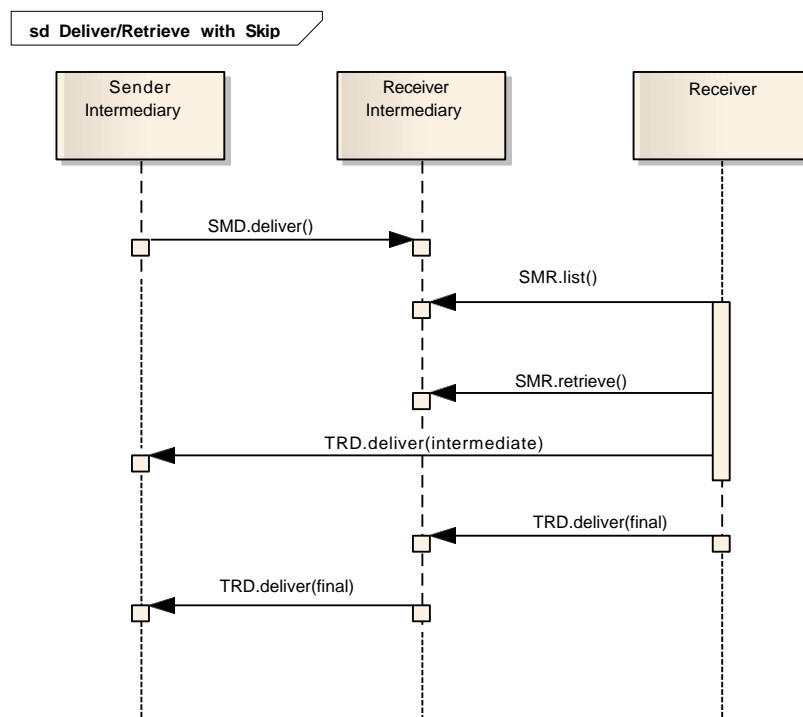 sd Deliver/Retrieve with Skip
Sender
Intermediary
Receiver
Intermediary
Receiver
SMD.deliver()
SMR.list()
SMR.retrieve()
TRD.deliver(intermediate)
TRD.deliver(final)
TRD.deliver(final)